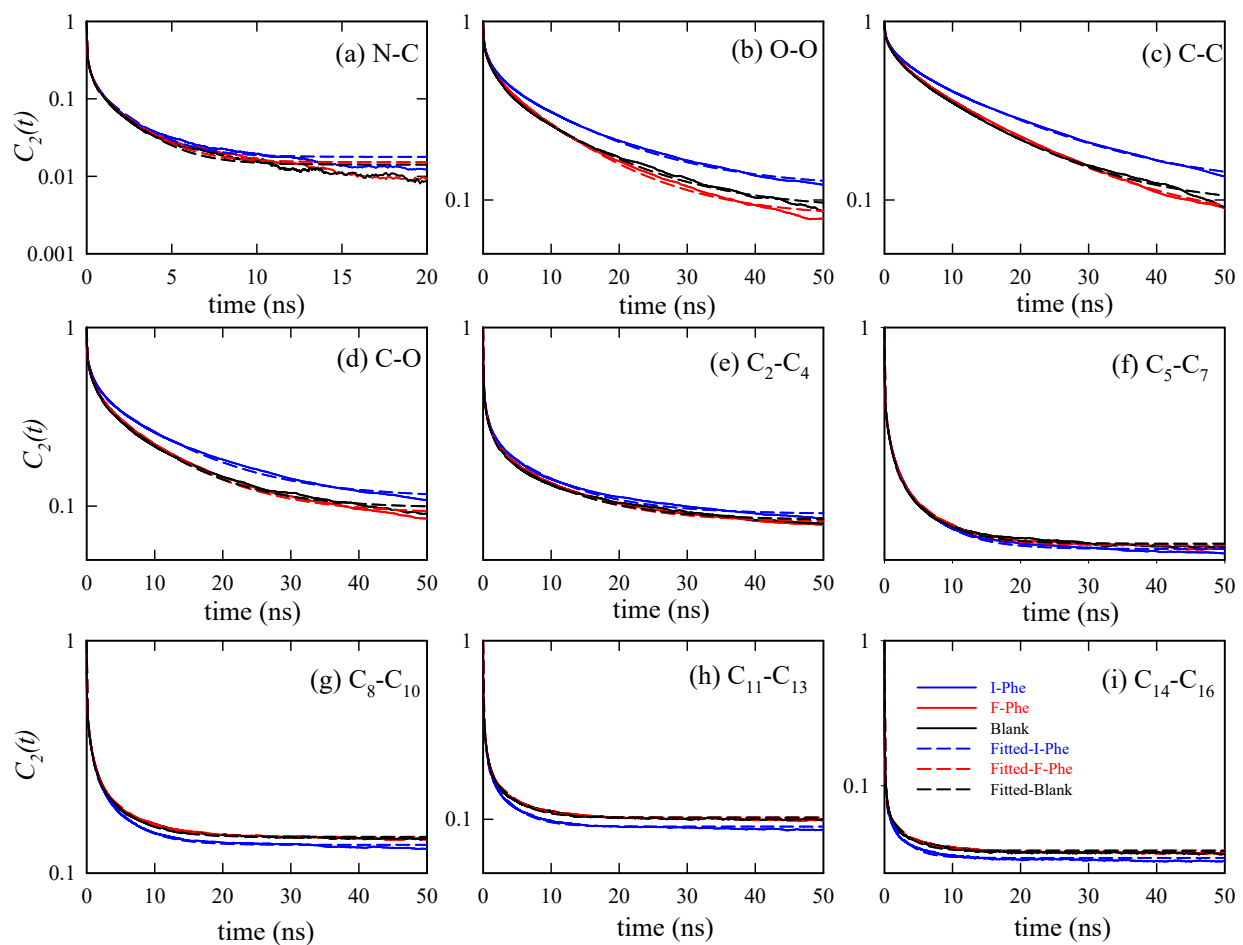 1
(a) N-C
0.1
C₂(t)
0.01
0.001
0 5 10 15 20
time (ns)
1
(b) O-O
0.1
0 10 20 30 40 50
time (ns)
1
(c) C-C
0.1
0 10 20 30 40 50
time (ns)
1
(d) C-O
C₂(t)
0.1
0 10 20 30 40 50
time (ns)
1
(e) C₂-C₄
0.1
0 10 20 30 40 50
time (ns)
1
(f) C₅-C₇
0.1
0 10 20 30 40 50
time (ns)
1
(g) C₈-C₁₀
C₂(t)
0.1
0 10 20 30 40 50
time (ns)
1
(h) C₁₁-C₁₃
0.1
0 10 20 30 40 50
time (ns)
1
(i) C₁₄-C₁₆
I-Phe
F-Phe
Blank
Fitted-I-Phe
Fitted-F-Phe
Fitted-Blank
0.1
0 10 20 30 40 50
time (ns)